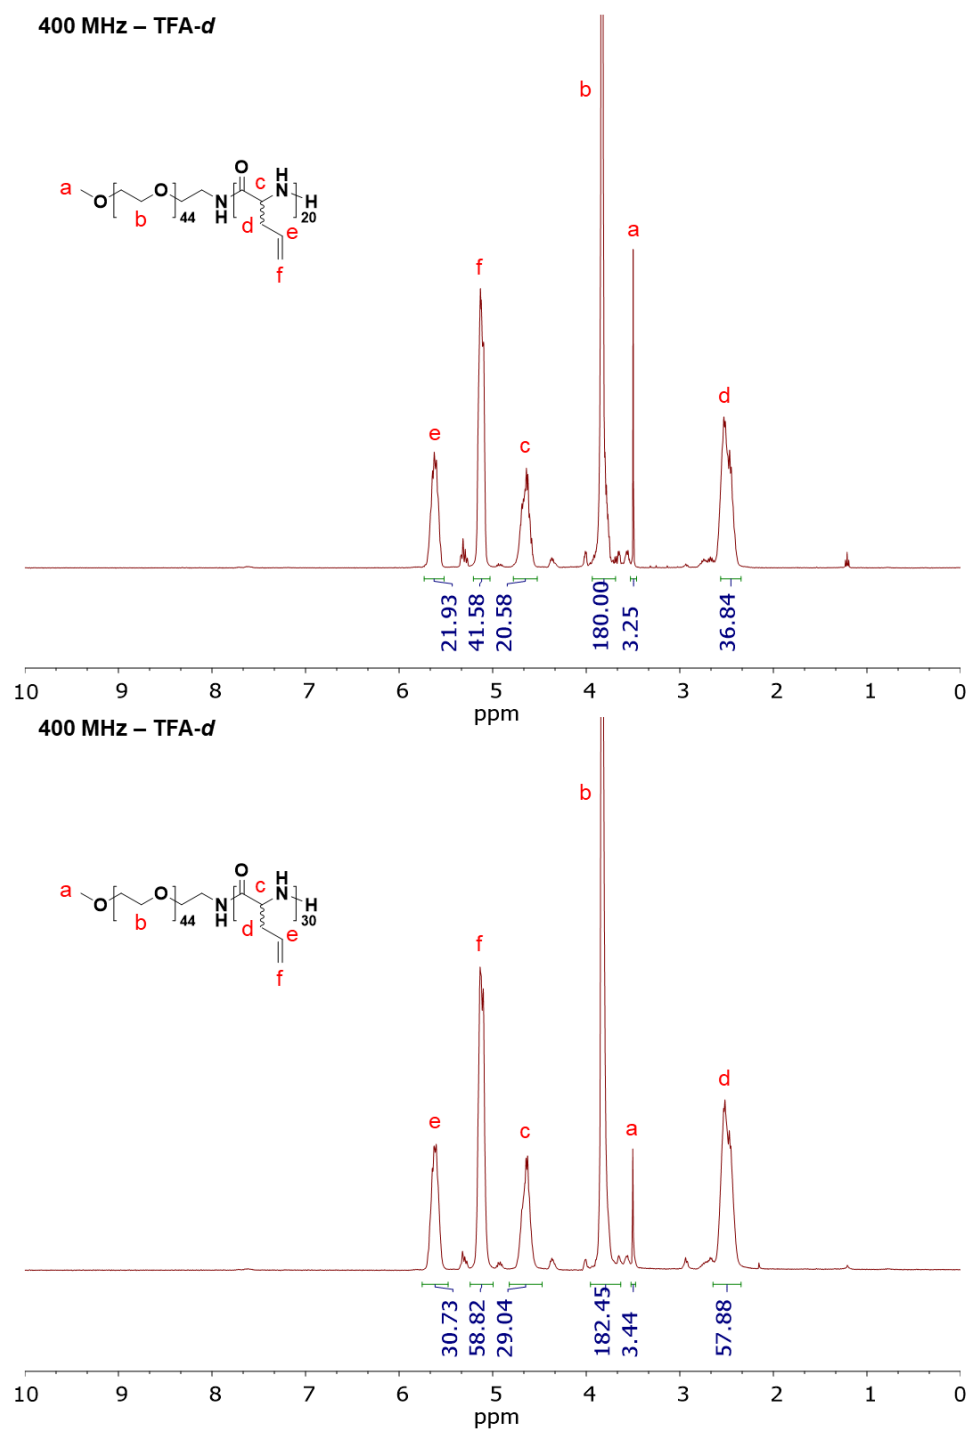 400 MHz – TFA-d
b
a
O
O
44
N
H
O
c
H
N
H
20
b
d
e
f
a
f
d
e
c
21.93
41.58
20.58
180.00
3.25
36.84
10 9 8 7 6 5 4 3 2 1 0
ppm
400 MHz – TFA-d
b
a
O
O
44
N
H
O
c
H
N
H
30
b
d
e
f
f
d
e
c
a
30.73
58.82
29.04
182.45
3.44
57.88
10 9 8 7 6 5 4 3 2 1 0
ppm